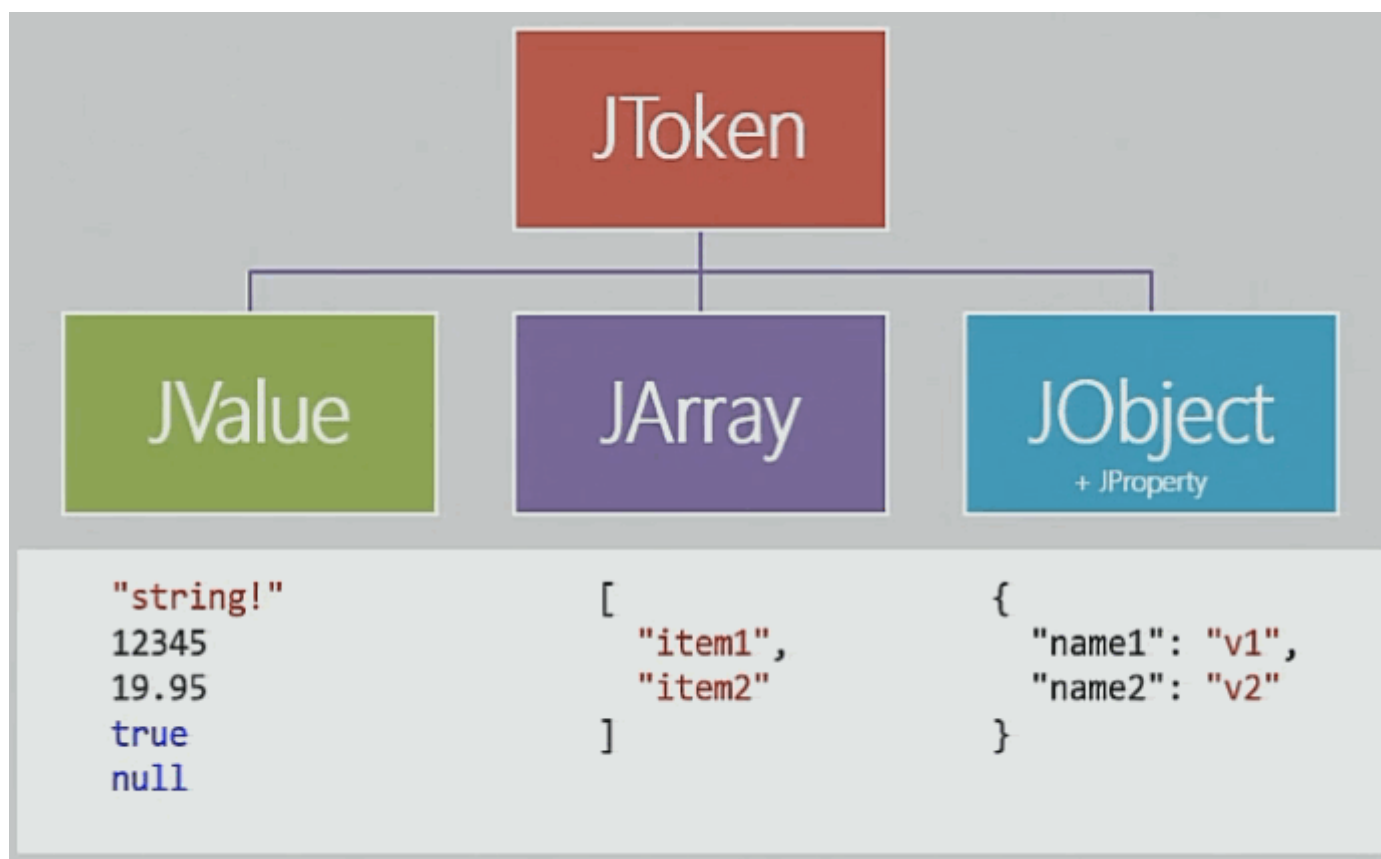 JToken
JValue
JArray
JObject
+ JProperty
"string!"
12345
19.95
true
null
[
"item1",
"item2"
]
{
"name1": "v1",
"name2": "v2"
}